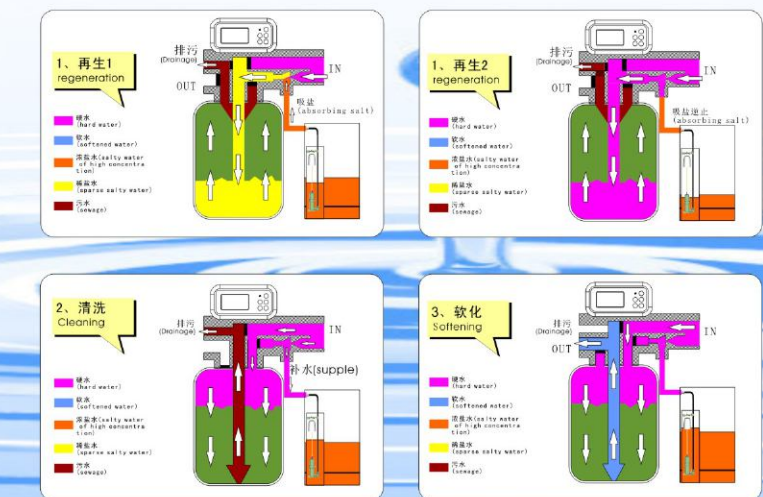 1、再生1
regeneration
硬水
(hard water)
软水
(softened water)
浓盐水(salty water
of high concentra
tion)
稀盐水
(sparse salty water)
污水
(sewage)
排污
(Drainage)
IN
OUT
吸盐
(absorbing salt)
1、再生2
regeneration
硬水
(hard water)
软水
(softened water)
浓盐水(salty water
of high concentra
tion)
稀盐水
(sparse salty water)
污水
(sewage)
排污
(Drainage)
IN
OUT
吸盐逆止
(absorbing salt)
2、清洗
Cleaning
硬水
(hard water)
软水
(softened water)
浓盐水(salty water
of high concentra
tion)
稀盐水
(sparse salty water)
污水
(sewage)
排污
(Drainage)
IN
补水(supple)
3、软化
Softening
硬水
(hard water)
软水
(softened water)
浓盐水(salty water
of high concentra
tion)
稀盐水
(sparse salty water)
污水
(sewage)
排污
(Drainage)
IN
OUT